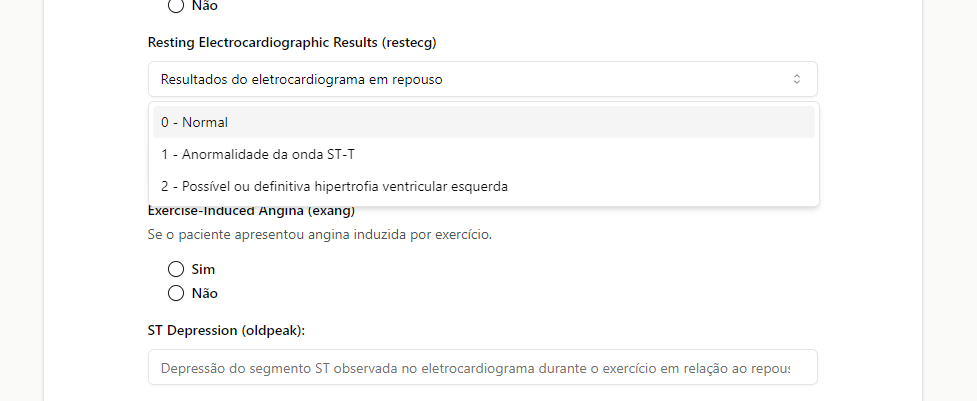 Não
Resting Electrocardiographic Results (restecg)
Resultados do eletrocardiograma em repouso
0 - Normal
1 - Anormalidade da onda ST-T
2 - Possível ou definitiva hipertrofia ventricular esquerda
Exercise-Induced Angina (exang)
Se o paciente apresentou angina induzida por exercício.
Sim
Não
ST Depression (oldpeak):
Depressão do segmento ST observada no eletrocardiograma durante o exercício em relação ao repous